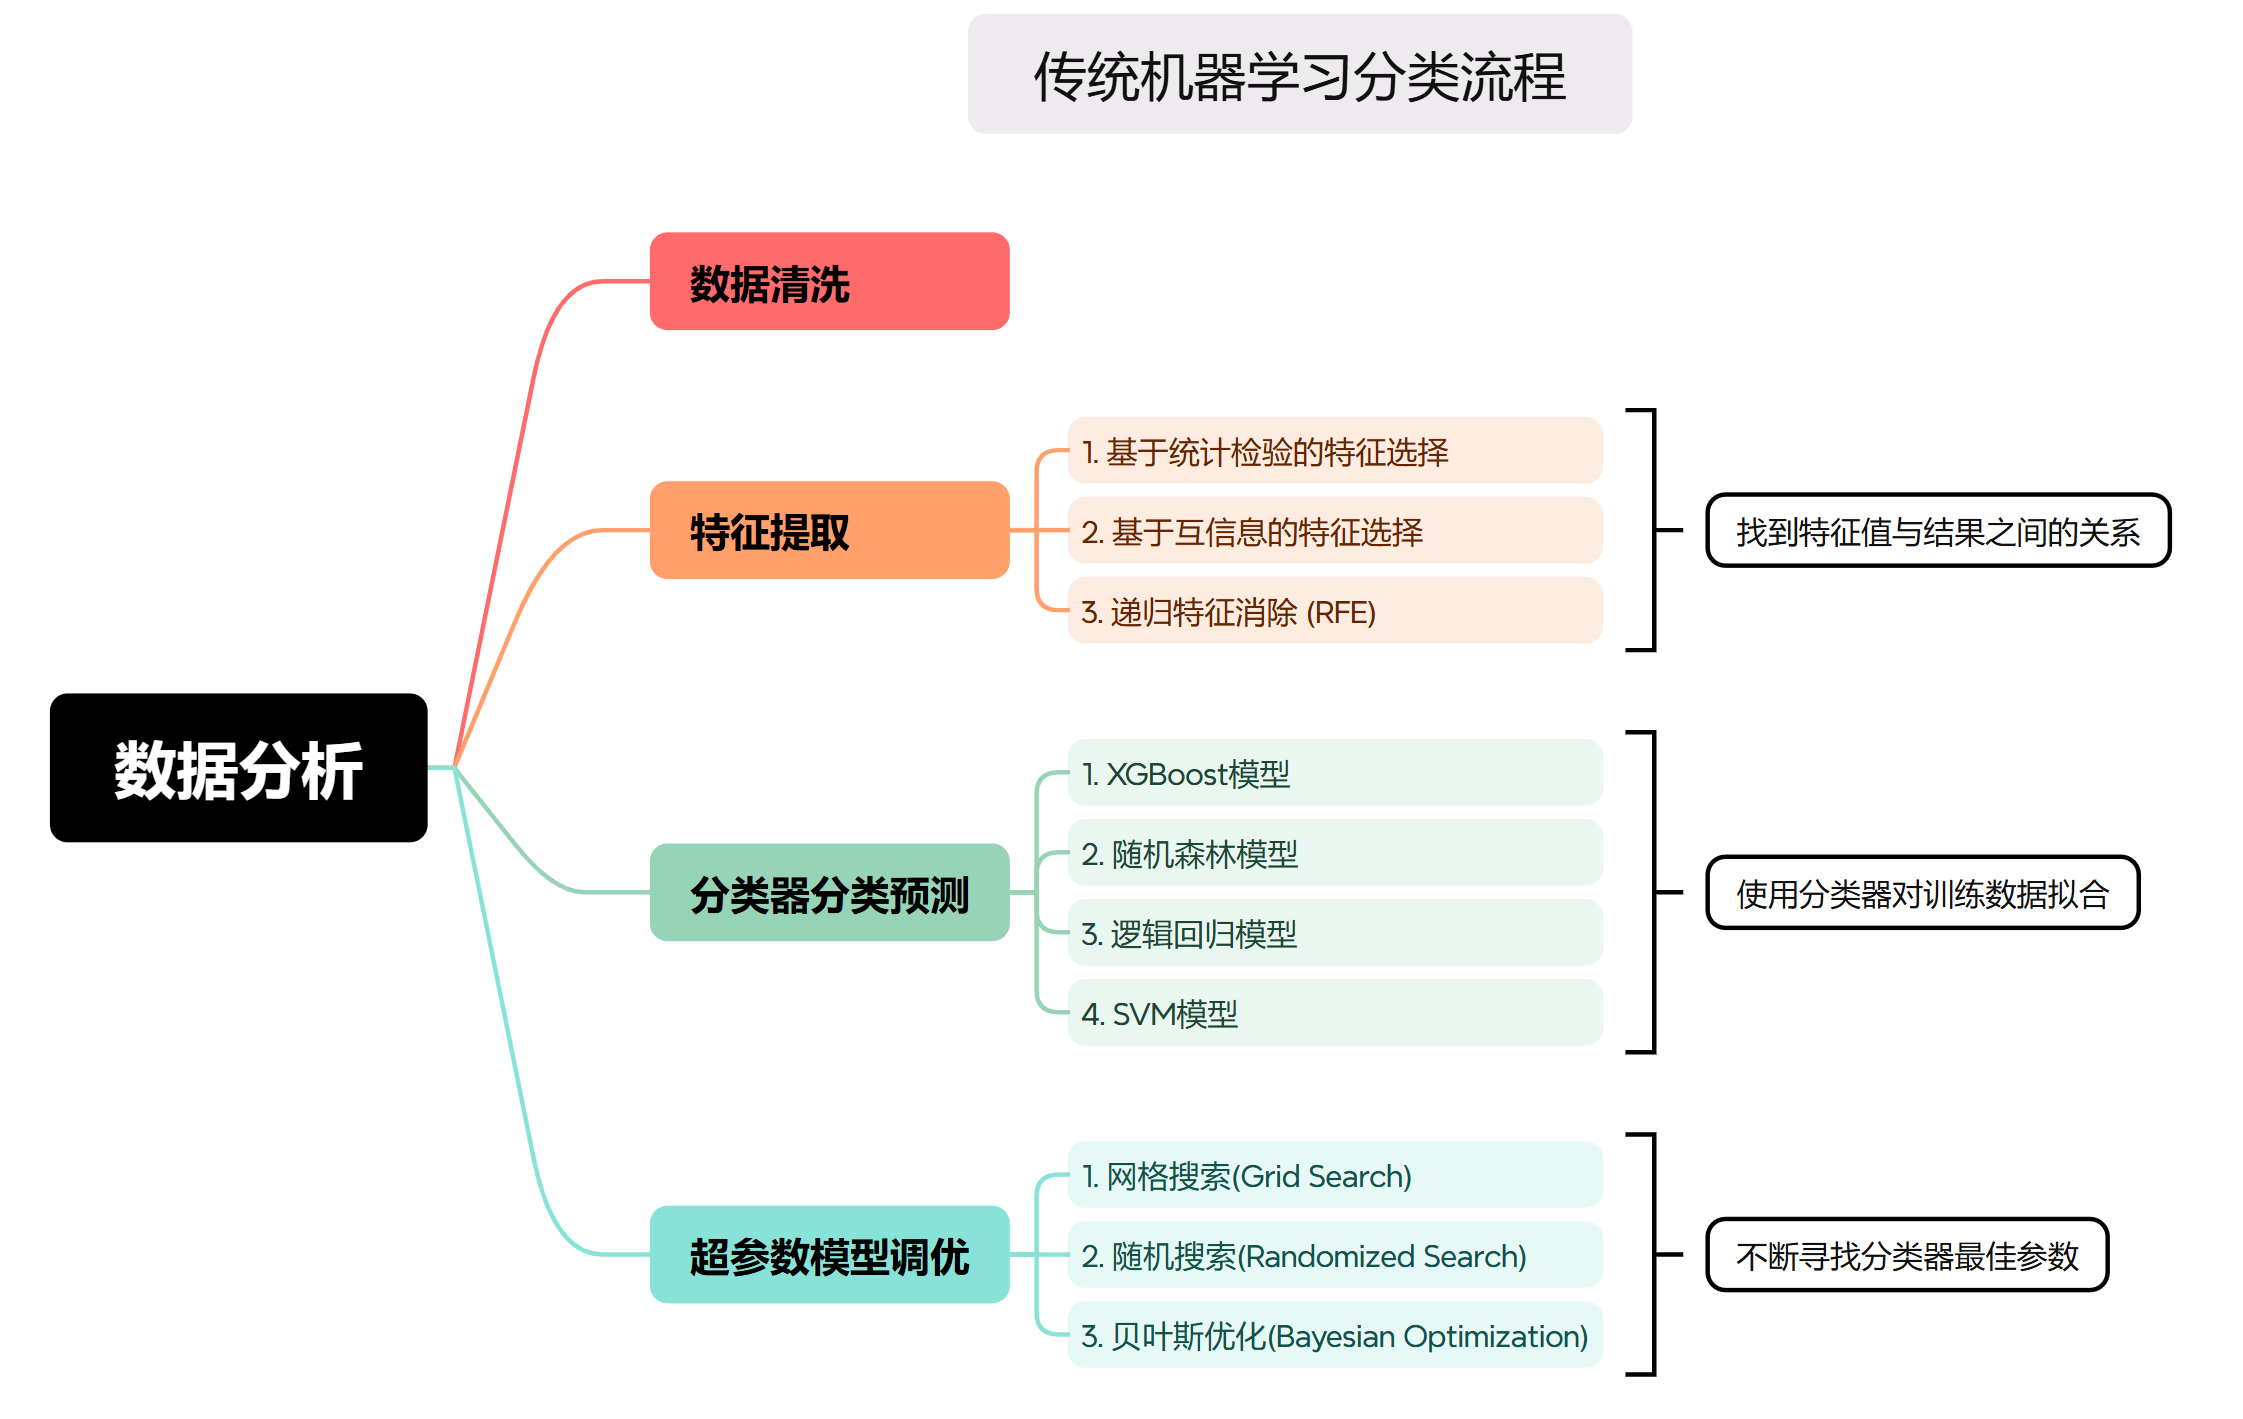 传统机器学习分类流程
数据分析
数据清洗
特征提取
1. 基于统计检验的特征选择
2. 基于互信息的特征选择
3. 递归特征消除 (RFE)
找到特征值与结果之间的关系
分类器分类预测
1. XGBoost模型
2. 随机森林模型
3. 逻辑回归模型
4. SVM模型
使用分类器对训练数据拟合
超参数模型调优
1. 网格搜索(Grid Search)
2. 随机搜索(Randomized Search)
3. 贝叶斯优化(Bayesian Optimization)
不断寻找分类器最佳参数